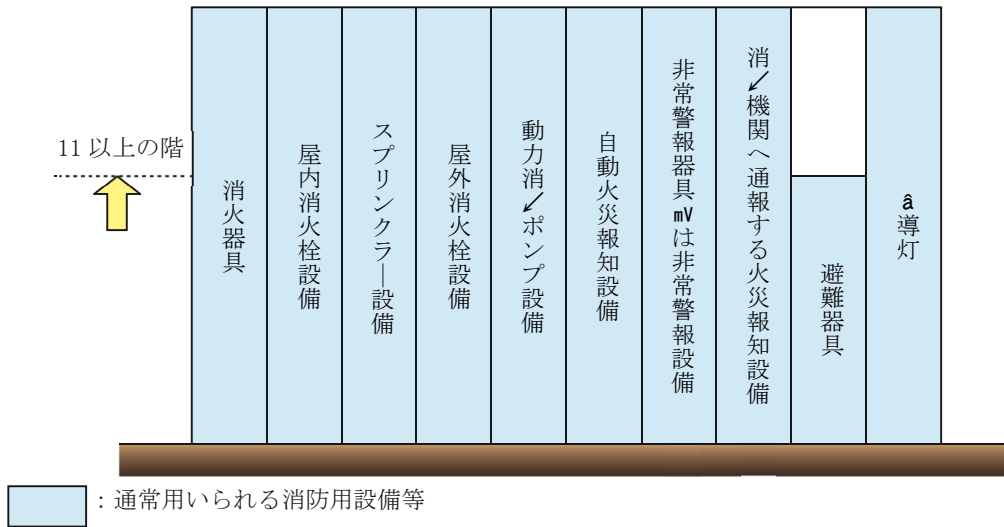 11以上の階
消火器具
屋内消火栓設備
スプリンクラ―設備
屋外消火栓設備
動力消↙ポンプ設備
自動火災報知設備
非常警報器具㎷は非常警報設備
消↙機関へ通報する火災報知設備
避難器具
â導灯
：通常用いられる消防用設備等